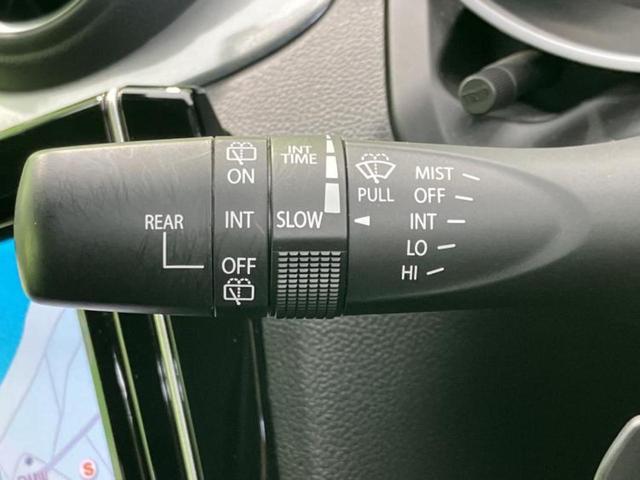 REAR
ON
INT
OFF
INT
TIME
SLOW
PULL
MIST
OFF
INT
LO
HI
S